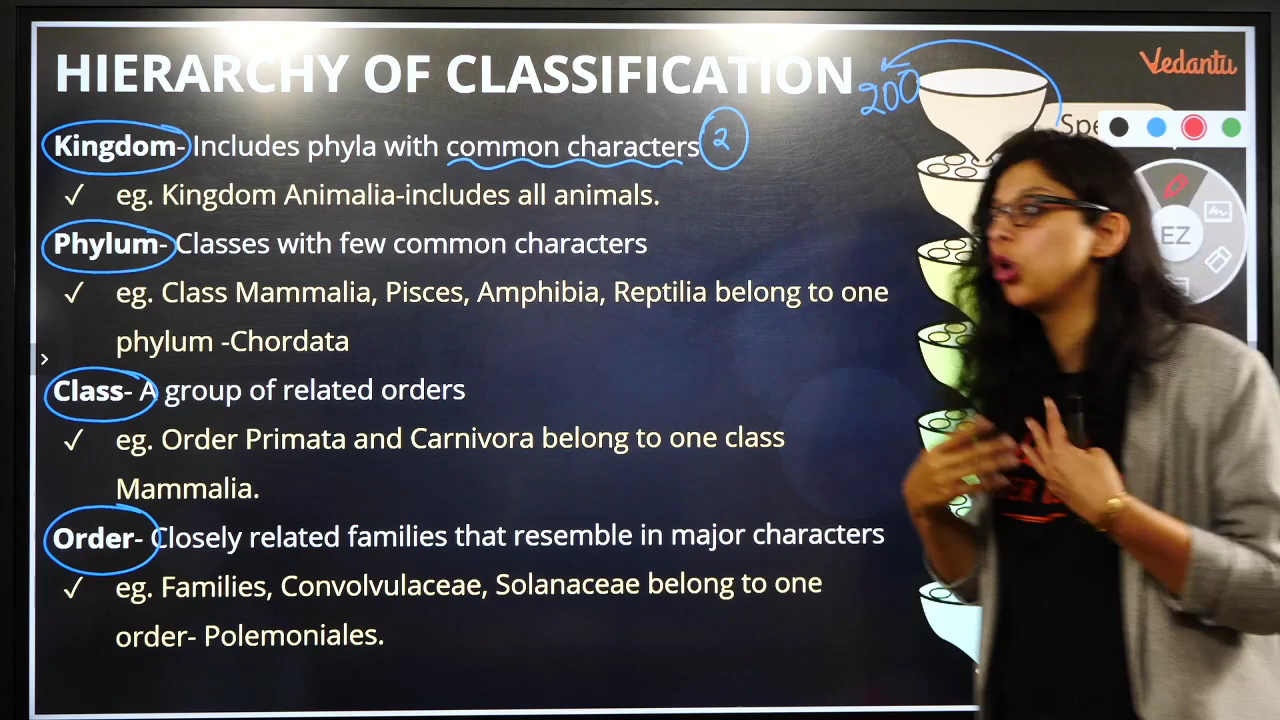 HIERARCHY OF CLASSIFICATION
200
Vedantu
Kingdom- Includes phyla with common characters 2
✓ eg. Kingdom Animalia-includes all animals.
Phylum- Classes with few common characters
✓ eg. Class Mammalia, Pisces, Amphibia, Reptilia belong to one
phylum -Chordata
Class- A group of related orders
✓ eg. Order Primata and Carnivora belong to one class
Mammalia.
Order- Closely related families that resemble in major characters
✓ eg. Families, Convolvulaceae, Solanaceae belong to one
order- Polemoniales.
EZ